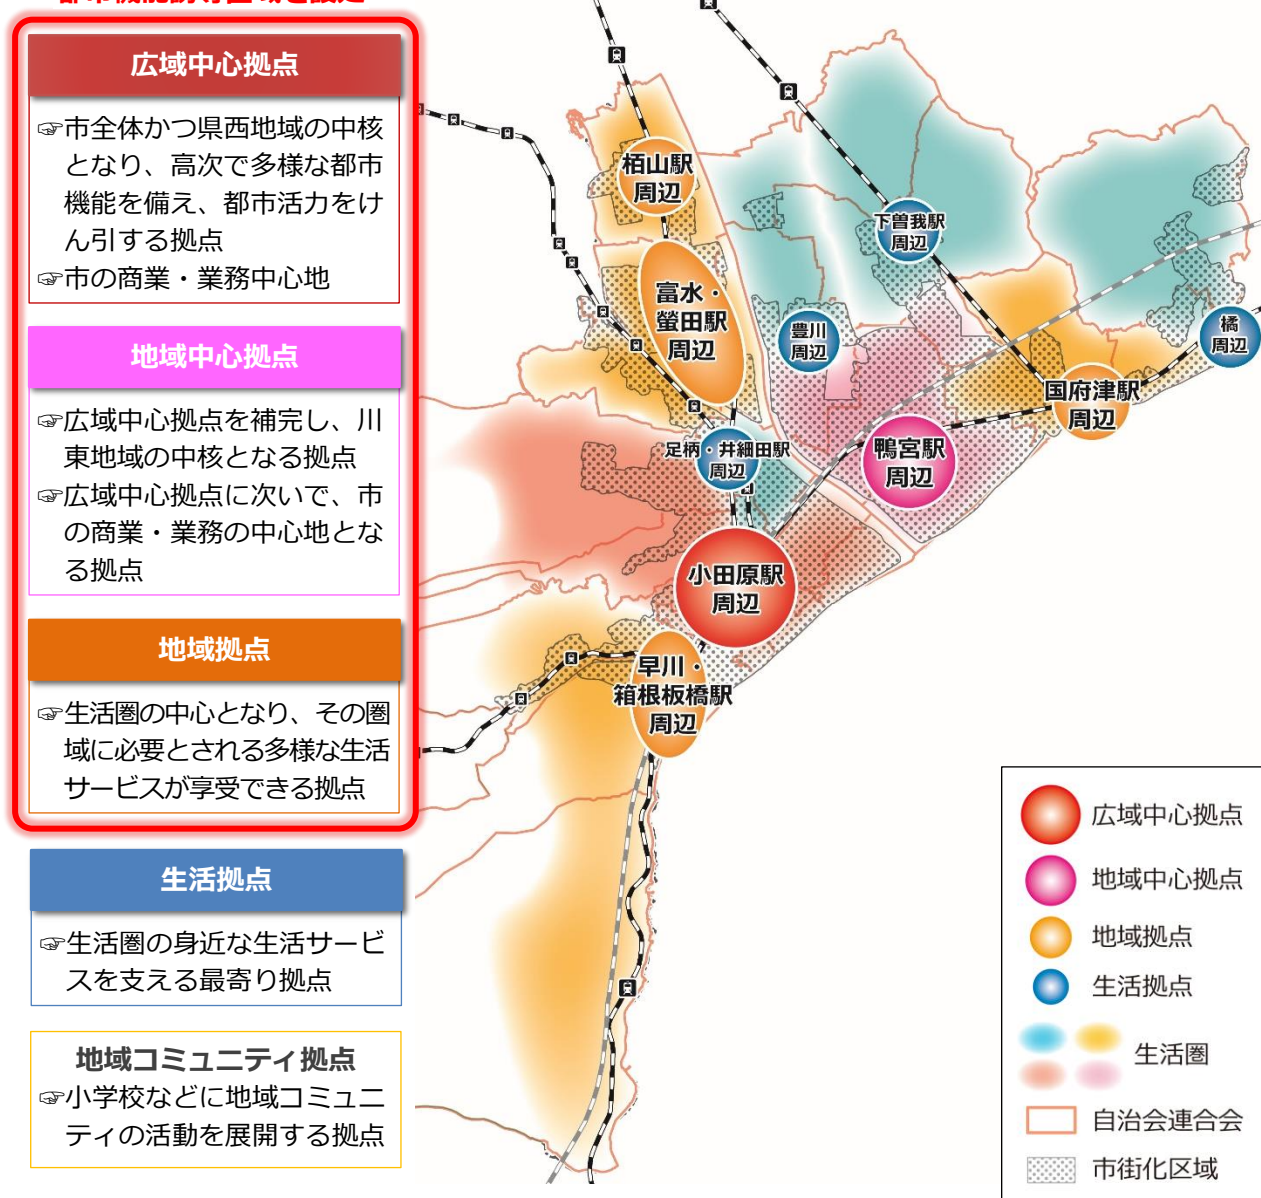 都市機能誘導区域を設定
広域中心拠点
☞市全体かつ県西地域の中核
となり、高次で多様な都市
機能を備え、都市活力をけ
ん引する拠点
☞市の商業・業務中心地
地域中心拠点
☞広域中心拠点を補完し、川
東地域の中核となる拠点
☞広域中心拠点に次いで、市
の商業・業務の中心地とな
る拠点
地域拠点
☞生活圏の中心となり、その圏
域に必要とされる多様な生活
サービスが享受できる拠点
生活拠点
☞生活圏の身近な生活サービ
スを支える最寄り拠点
地域コミュニティ拠点
☞小学校などに地域コミュニ
ティの活動を展開する拠点
栢山駅
周辺
富水・
螢田駅
周辺
下曽我駅
周辺
豊川
周辺
橘
周辺
国府津駅
周辺
鴨宮駅
周辺
足柄・井細田駅
周辺
小田原駅
周辺
早川・
箱根板橋駅
周辺
広域中心拠点
地域中心拠点
地域拠点
生活拠点
生活圏
自治会連合会
市街化区域